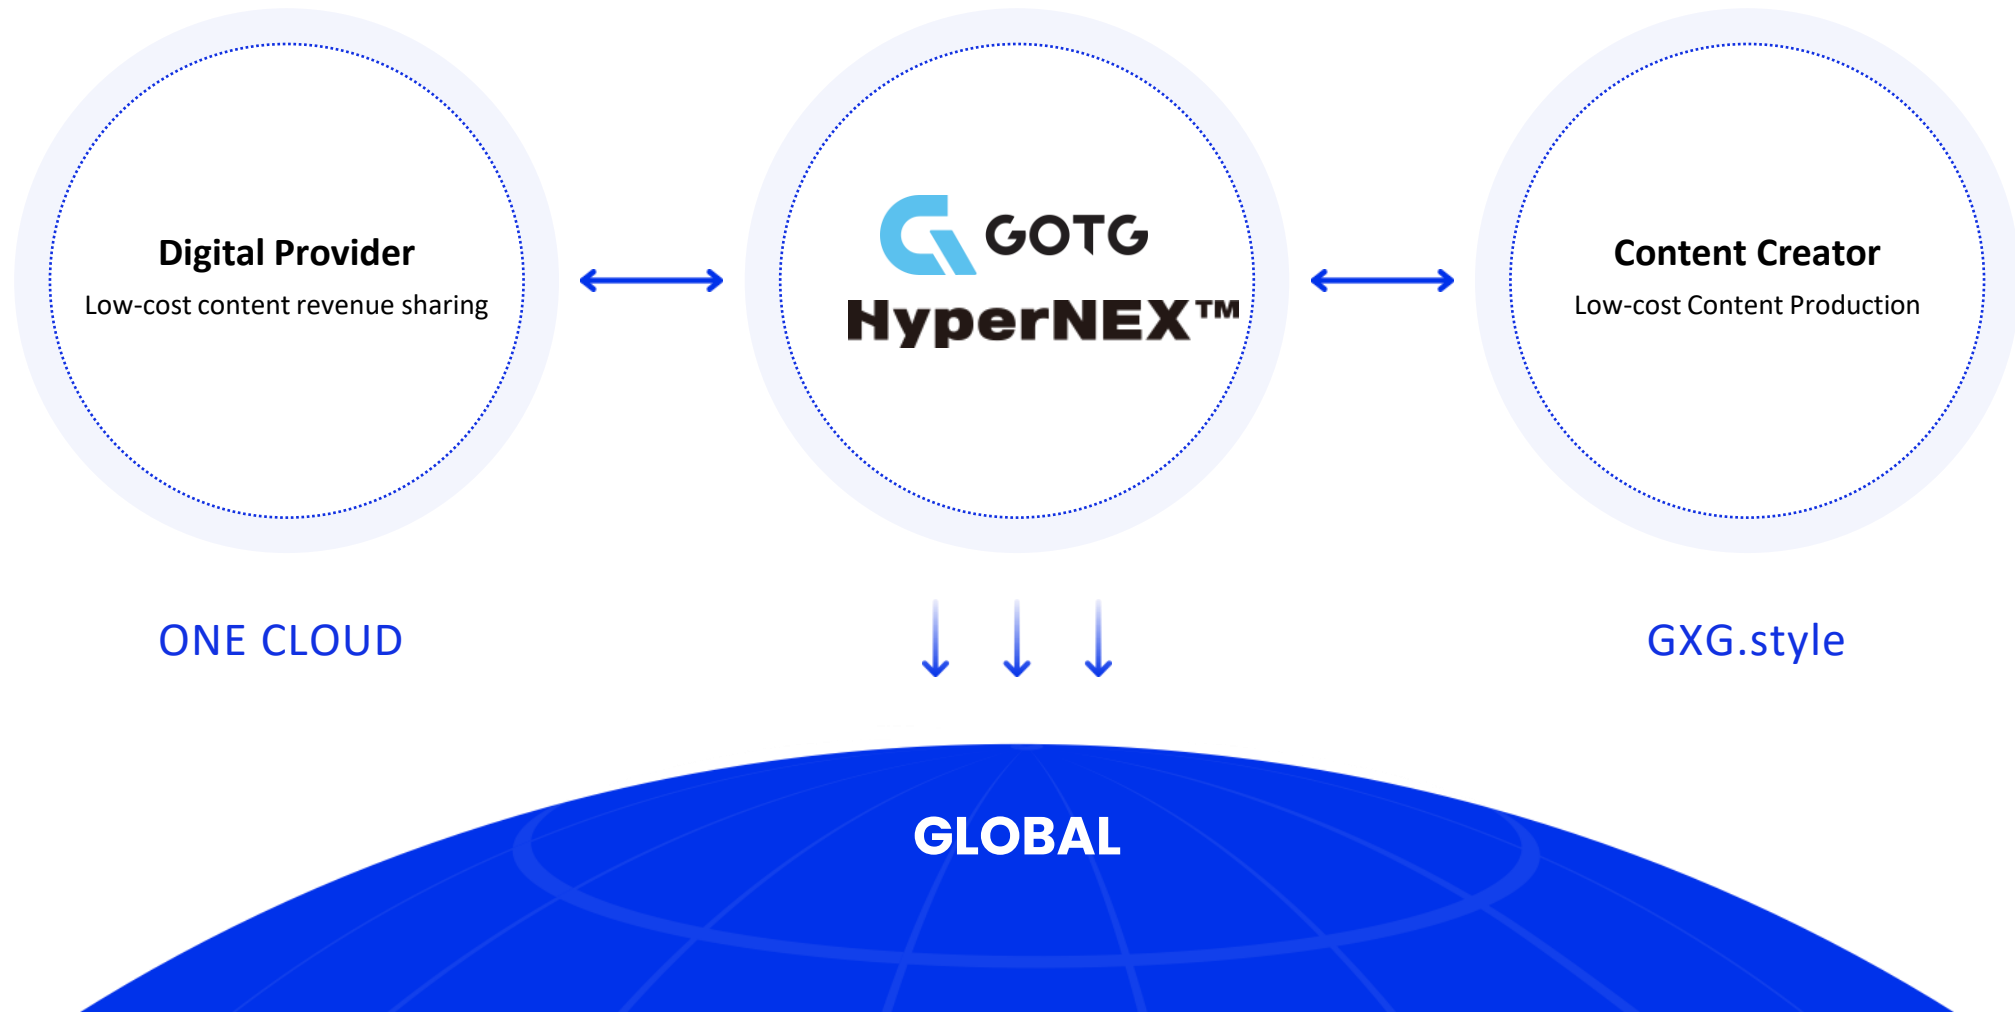 Digital Provider
Low-cost content revenue sharing
GOTG
HyperNEX™
Content Creator
Low-cost Content Production
ONE CLOUD
GXG.style
GLOBAL